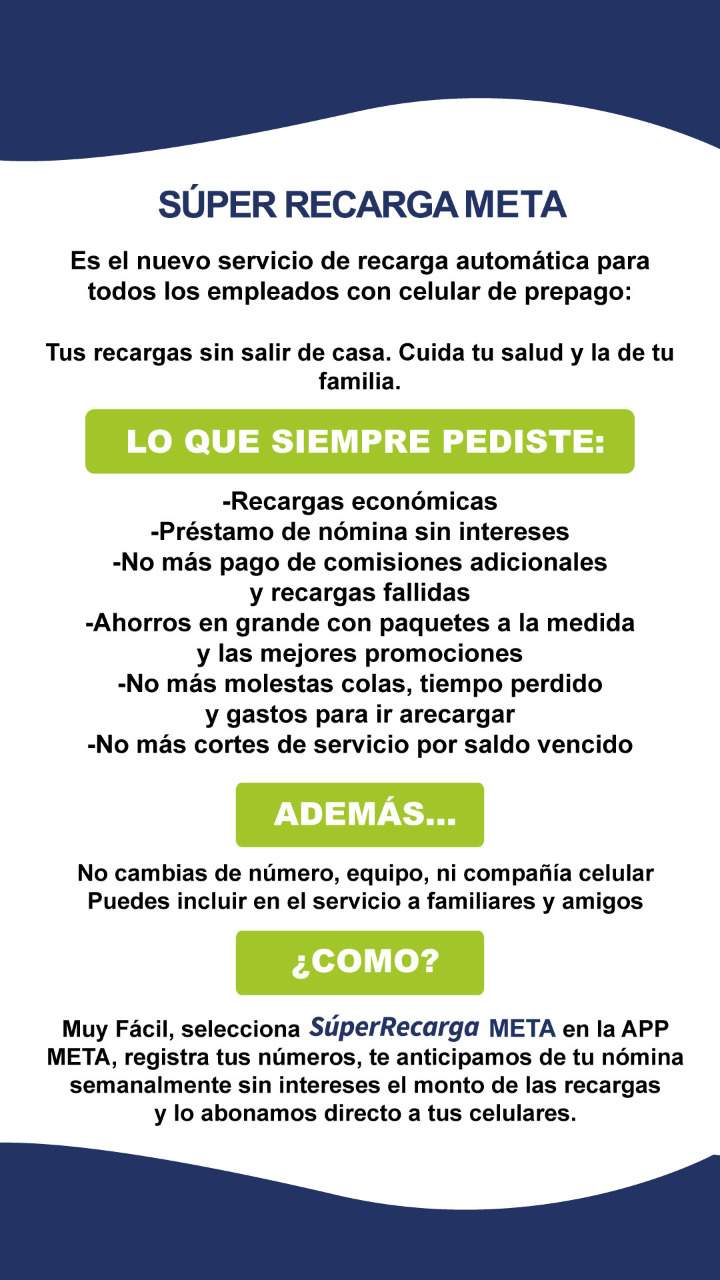 SÚPER RECARGA META
Es el nuevo servicio de recarga automática para
todos los empleados con celular de prepago:
Tus recargas sin salir de casa. Cuida tu salud y la de tu
familia.
LO QUE SIEMPRE PEDISTE:
-Recargas económicas
-Préstamo de nómina sin intereses
-No más pago de comisiones adicionales
y recargas fallidas
-Ahorros en grande con paquetes a la medida
y las mejores promociones
-No más molestas colas, tiempo perdido
y gastos para ir arecargar
-No más cortes de servicio por saldo vencido
ADEMÁS...
No cambias de número, equipo, ni compañía celular
Puedes incluir en el servicio a familiares y amigos
¿COMO?
Muy Fácil, selecciona SúperRecarga META en la APP
META, registra tus números, te anticipamos de tu nómina
semanalmente sin intereses el monto de las recargas
y lo abonamos directo a tus celulares.